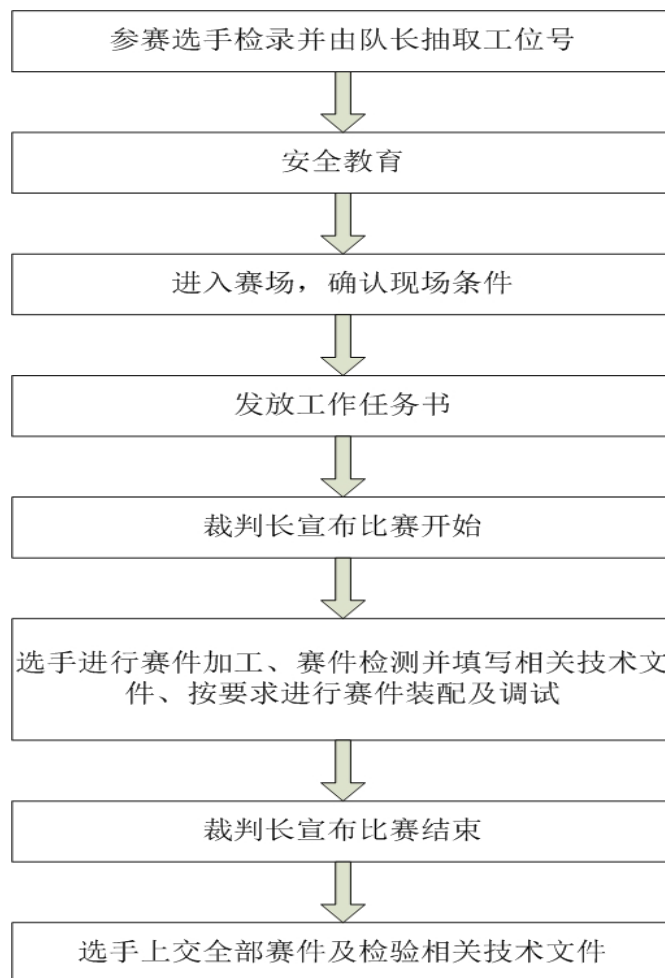 参赛选手检录并由队长抽取工位号
安全教育
进入赛场，确认现场条件
发放工作任务书
裁判长宣布比赛开始
选手进行赛件加工、赛件检测并填写相关技术文
件、按要求进行赛件装配及调试
裁判长宣布比赛结束
选手上交全部赛件及检验相关技术文件